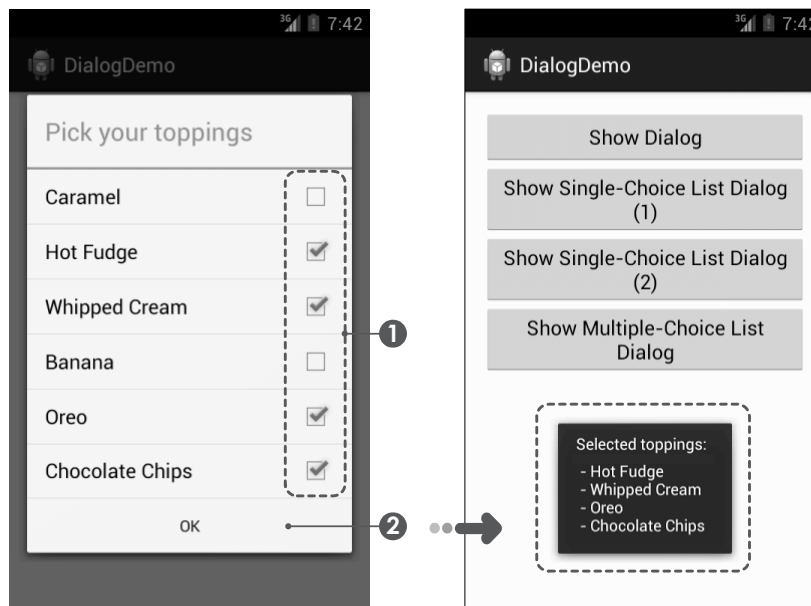 3G 7:42
DialogDemo
Pick your toppings
Caramel
Hot Fudge
Whipped Cream
Banana
Oreo
Chocolate Chips
OK
1
2
3G 7:42
DialogDemo
Show Dialog
Show Single-Choice List Dialog
(1)
Show Single-Choice List Dialog
(2)
Show Multiple-Choice List
Dialog
Selected toppings:
- Hot Fudge
- Whipped Cream
- Oreo
- Chocolate Chips